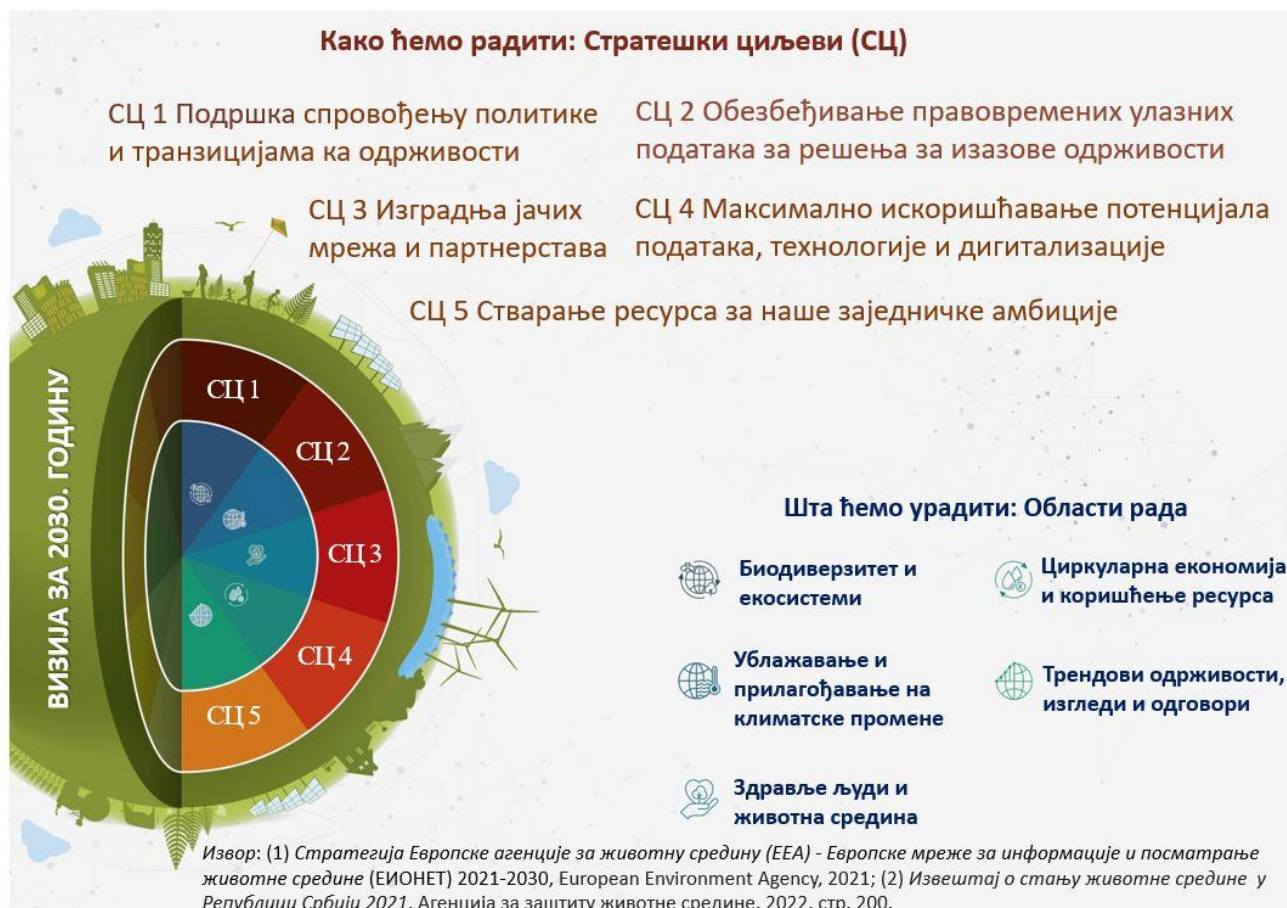 Како ћемо радити: Стратешки циљеви (СЦ)
СЦ 1 Подршка спровођењу политике
и транзицијама ка одрживости
СЦ 2 Обезбеђивање правовремених улазних
података за решења за изазове одрживости
СЦ 3 Изградња јачих
мрежа и партнерстава
СЦ 4 Максимално искоришћавање потенцијала
података, технологије и дигитализације
СЦ 5 Стварање ресурса за наше заједничке амбиције
ВИЗИЈА ЗА 2030. ГОДИНУ
СЦ 1
СЦ 2
СЦ 3
СЦ 4
СЦ 5
Шта ћемо урадити: Области рада
Биодиверзитет и
екосистеми
Циркуларна економија
и коришћење ресурса
Ублажавање и
прилагођавање на
климатске промене
Трендови одрживости,
изгледи и одговори
Здравље људи и
животна средина
Извор: (1) Стратегија Европске агенције за животну средину (ЕЕА) - Европске мреже за информације и посматрање
животне средине (ЕИОНЕТ) 2021-2030, European Environment Agency, 2021; (2) Извештај о стању животне средине у
Републици Србији 2021, Агенција за заштиту животне средине, 2022, стр. 200.